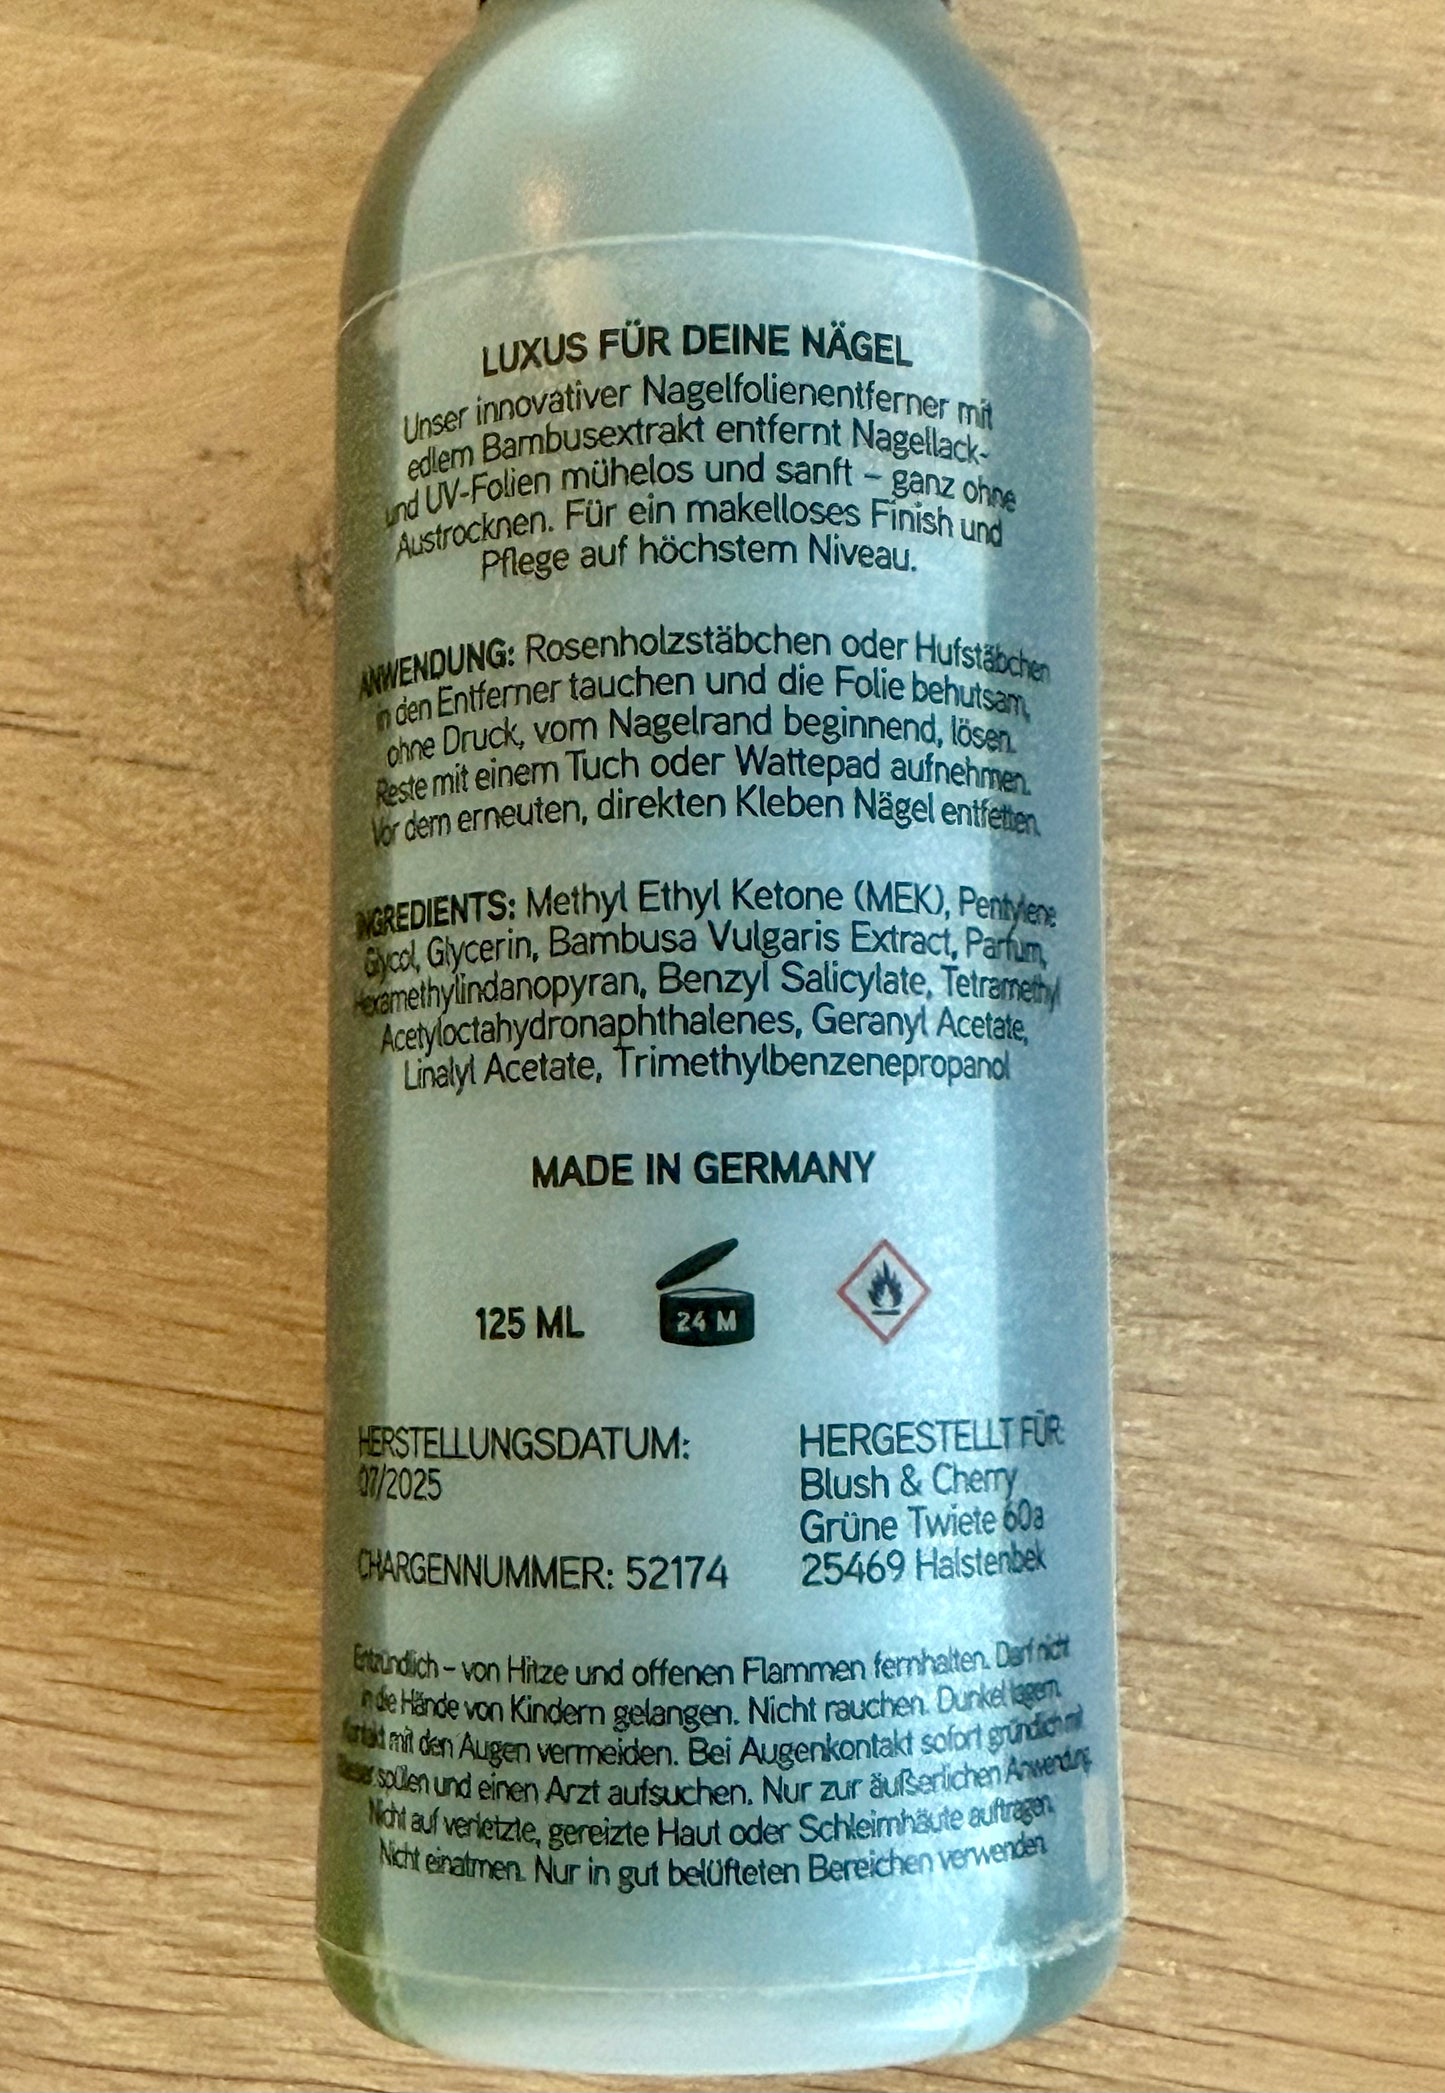 LUXUS FÜR DEINE NÄGEL
Unser innovativer Nagelfolienentferner mit
edlem Bambusextrakt entfernt Nagellack-
und UV-Folien mühelos und sanft – ganz ohne
Austrocknen. Für ein makelloses Finish und
Pflege auf höchstem Niveau.
ANWENDUNG: Rosenholzstäbchen oder Hufstäbchen
in den Entferner tauchen und die Folie behutsam,
ohne Druck, vom Nagelrand beginnend, lösen.
Reste mit einem Tuch oder Wattepad aufnehmen.
Vor dem erneuten, direkten Kleben Nägel entfetten.
INGREDIENTS: Methyl Ethyl Ketone (MEK), Pentylene
Glycol, Glycerin, Bambusa Vulgaris Extract, Parfum,
Hexamethylindanopyran, Benzyl Salicylate, Tetramethyl
Acetyloctahydronaphthalenes, Geranyl Acetate,
Linalyl Acetate, Trimethylbenzenepropanol
MADE IN GERMANY
125 ML
24 M
HERSTELLUNGSDATUM:
07/2025
CHARGENNUMMER: 52174
HERGESTELLT FÜR:
Blush & Cherry
Grüne Twiete 60a
25469 Halstenbek
Entzündlich – von Hitze und offenen Flammen fernhalten. Darf nicht
in die Hände von Kindern gelangen. Nicht rauchen. Dunkel lagern.
Kontakt mit den Augen vermeiden. Bei Augenkontakt sofort gründlich mit
Wasser spülen und einen Arzt aufsuchen. Nur zur äußerlichen Anwendung.
Nicht auf verletzte, gereizte Haut oder Schleimhäute auftragen.
Nicht einatmen. Nur in gut belüfteten Bereichen verwenden.